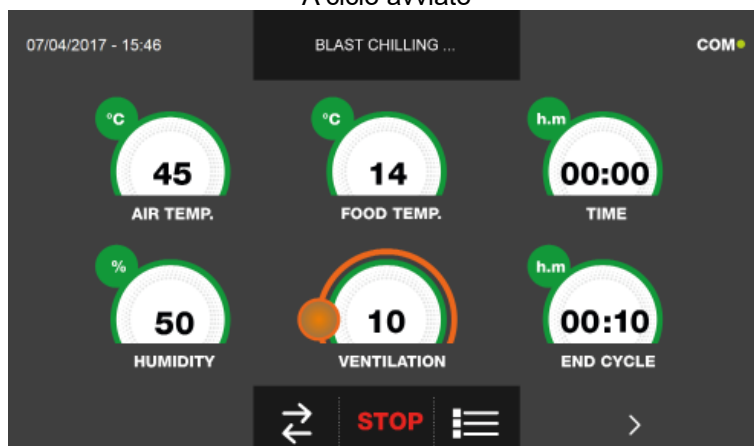 A ciclo avviato
07/04/2017 - 15:46
BLAST CHILLING ...
COM
°C
45
AIR TEMP.
°C
14
FOOD TEMP.
h.m
00:00
TIME
%
50
HUMIDITY
10
VENTILATION
h.m
00:10
END CYCLE
STOP